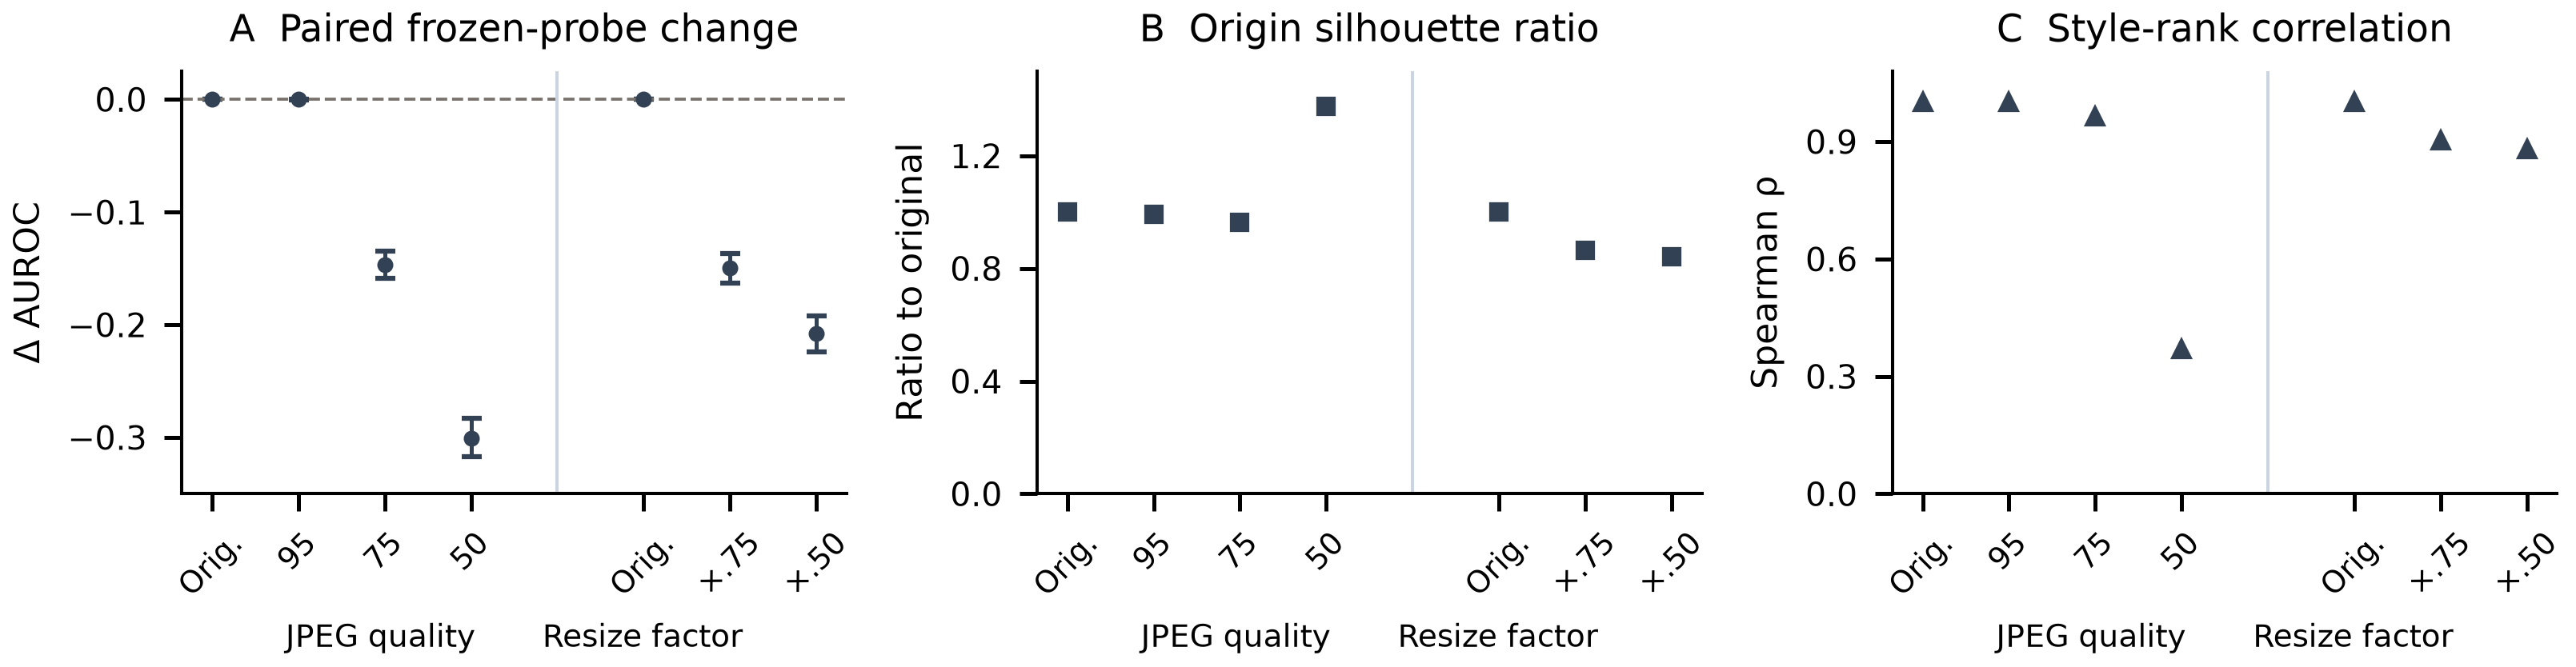 A Paired frozen-probe change
Δ AUROC
0.0
−0.1
−0.2
−0.3
Orig.
95
75
50
Orig.
×.75
×.50
JPEG quality
Resize factor
B Origin silhouette ratio
Ratio to original
1.2
0.8
0.4
0.0
Orig.
95
75
50
Orig.
×.75
×.50
JPEG quality
Resize factor
C Style-rank correlation
Spearman ρ
0.9
0.6
0.3
0.0
Orig.
95
75
50
Orig.
×.75
×.50
JPEG quality
Resize factor